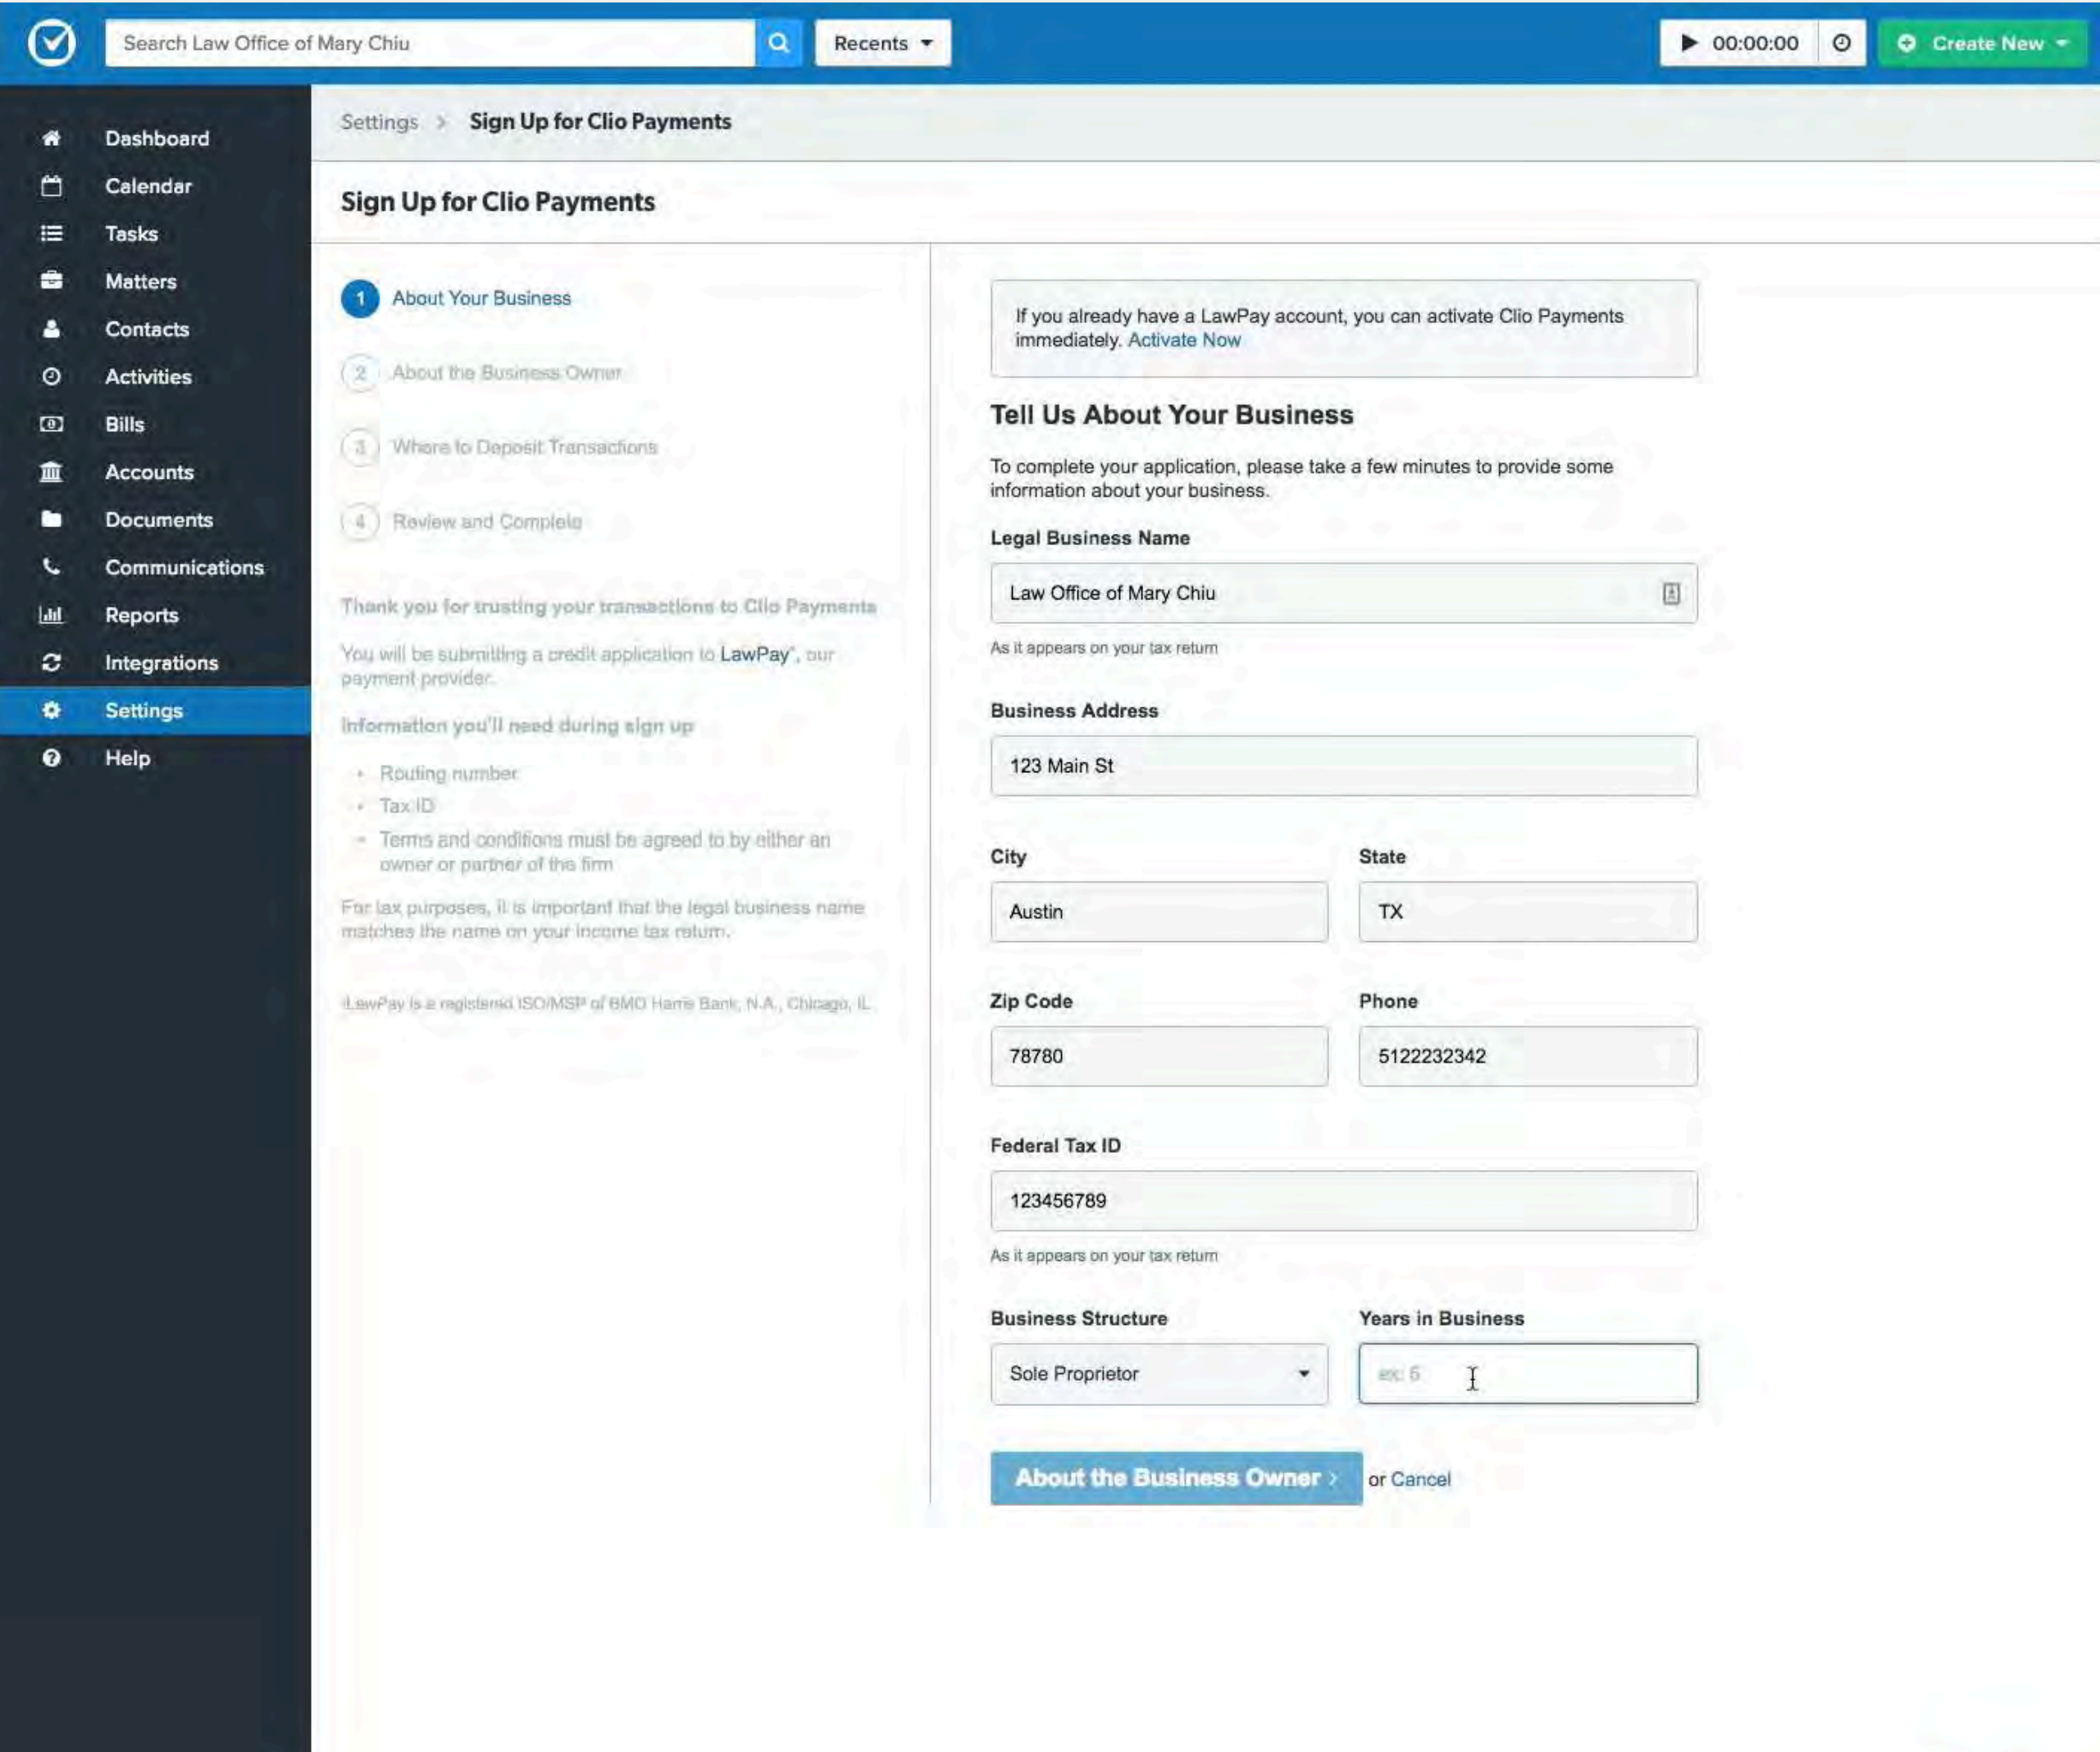 Search Law Office of Mary Chiu
Recents
00:00:00
Create New
Dashboard
Calendar
Tasks
Matters
Contacts
Activities
Bills
Accounts
Documents
Communications
Reports
Integrations
Settings
Help
Settings > Sign Up for Clio Payments
Sign Up for Clio Payments
1 About Your Business
2 About the Business Owner
3 Where to Deposit Transactions
4 Review and Complete
Thank you for trusting your transactions to Clio Payments
You will be submitting a credit application to LawPay*, our
payment provider.
Information you'll need during sign up
• Routing number
• Tax ID
• Terms and conditions must be agreed to by either an
owner or partner of the firm
For tax purposes, it is important that the legal business name
matches the name on your income tax return.
LawPay is a registered ISO/MSP of BMO Harris Bank, N.A., Chicago, IL
If you already have a LawPay account, you can activate Clio Payments
immediately. Activate Now
Tell Us About Your Business
To complete your application, please take a few minutes to provide some
information about your business.
Legal Business Name
Law Office of Mary Chiu
As it appears on your tax return
Business Address
123 Main St
City State
Austin TX
Zip Code Phone
78780 5122232342
Federal Tax ID
123456789
As it appears on your tax return
Business Structure Years in Business
Sole Proprietor ex: 5
About the Business Owner > or Cancel